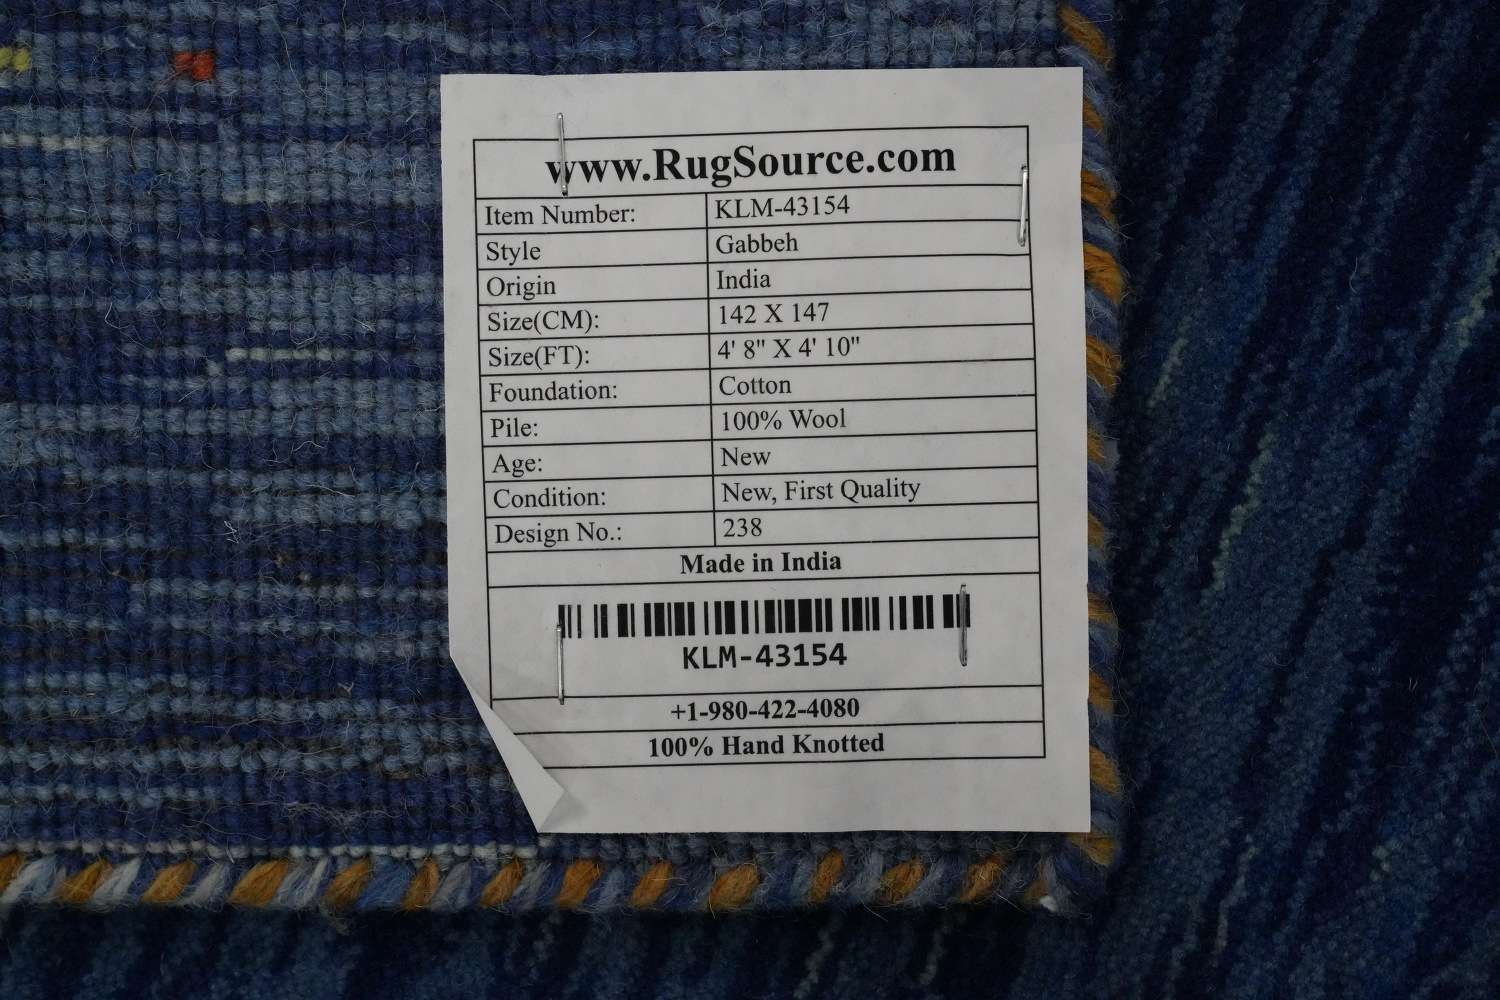 www.RugSource.com
Item Number: KLM-43154
Style Gabbeh
Origin India
Size(CM): 142 X 147
Size(FT): 4' 8" X 4' 10"
Foundation: Cotton
Pile: 100% Wool
Age: New
Condition: New, First Quality
Design No.: 238
Made in India
KLM-43154
+1-980-422-4080
100% Hand Knotted